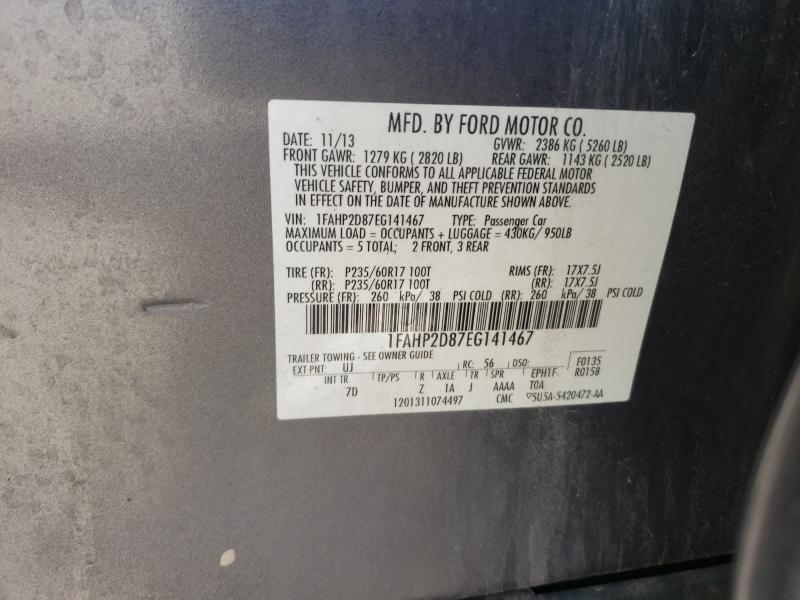 MFD. BY FORD MOTOR CO.
DATE: 11/13 GVWR: 2386 KG ( 5260 LB)
FRONT GAWR: 1279 KG ( 2820 LB) REAR GAWR: 1143 KG ( 2520 LB)
THIS VEHICLE CONFORMS TO ALL APPLICABLE FEDERAL MOTOR
VEHICLE SAFETY, BUMPER, AND THEFT PREVENTION STANDARDS
IN EFFECT ON THE DATE OF MANUFACTURE SHOWN ABOVE.
VIN: 1FAHP2D87EG141467 TYPE: Passenger Car
MAXIMUM LOAD = OCCUPANTS + LUGGAGE = 430KG/ 950LB
OCCUPANTS = 5 TOTAL; 2 FRONT, 3 REAR
TIRE (FR): P235/60R17 100T RIMS (FR): 17X7.5J
(RR): P235/60R17 100T (RR): 17X7.5J
PRESSURE (FR): 260 kPa/ 38 PSI COLD (RR): 260 kPa/ 38 PSI COLD
1FAHP2D87EG141467
TRAILER TOWING - SEE OWNER GUIDE
EXT PNT: UJ RC: 56 DSO: F0135
INT TR TP/PS R AXLE TR SPR EPH1F R0158
7D Z 1A J AAAA T0A
1201311074497 CMC ▽5U5A-5420472-AA